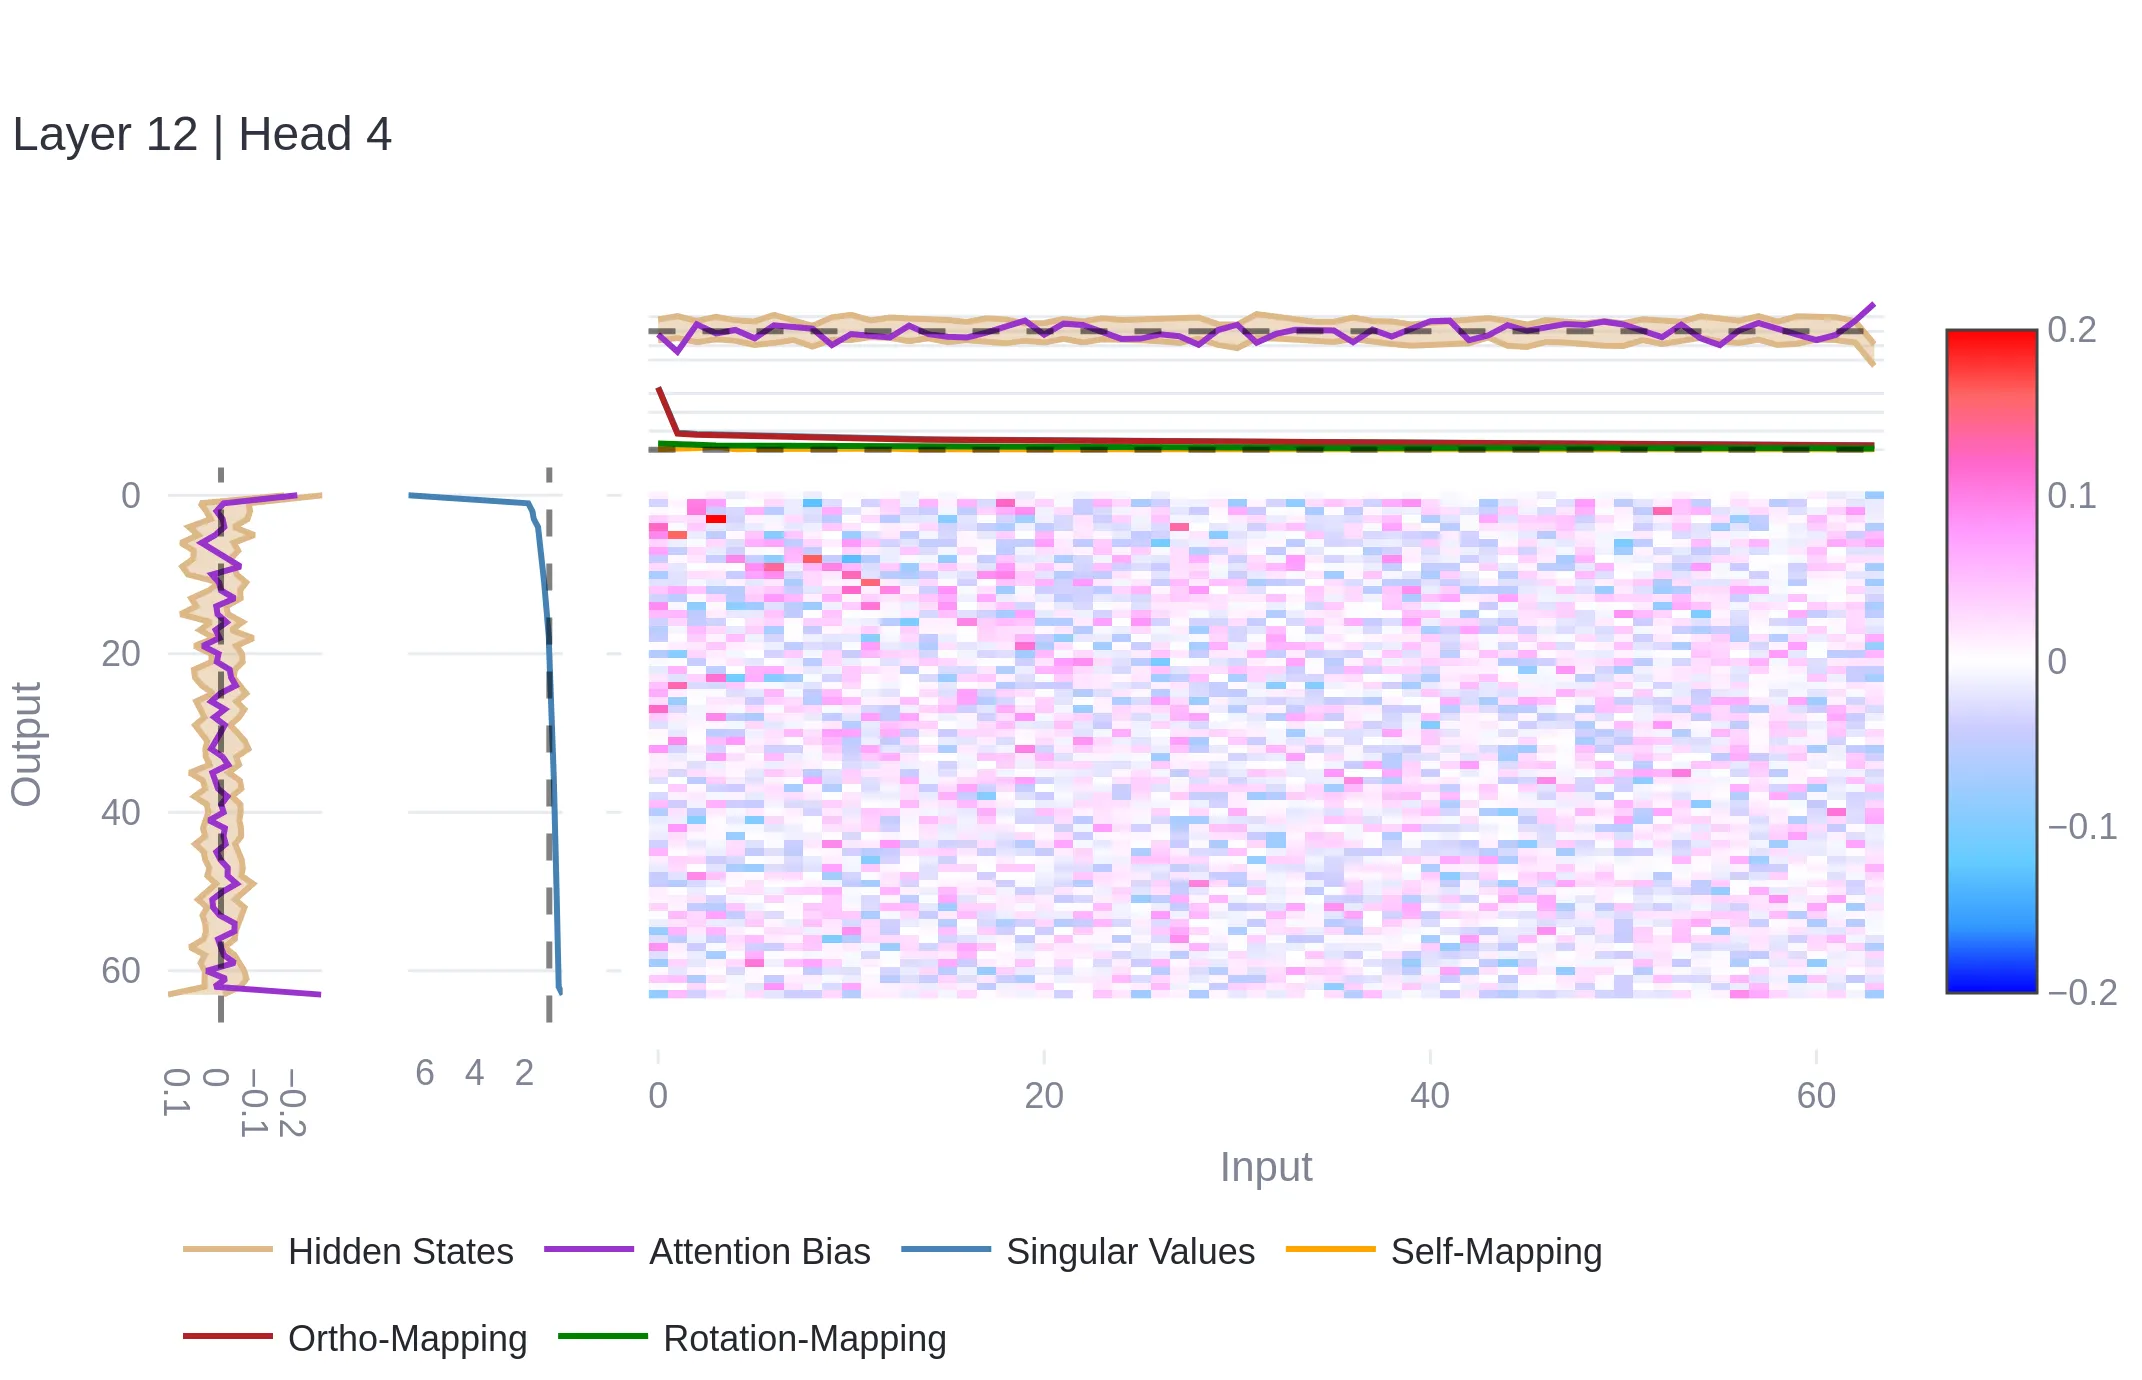 Layer 12 | Head 4
0.2
0.1
0
−0.1
−0.2
Output
0
20
40
60
0.1
0
−0.1
−0.2
6 4 2
0 20 40 60
Input
Hidden States Attention Bias Singular Values Self-Mapping
Ortho-Mapping Rotation-Mapping